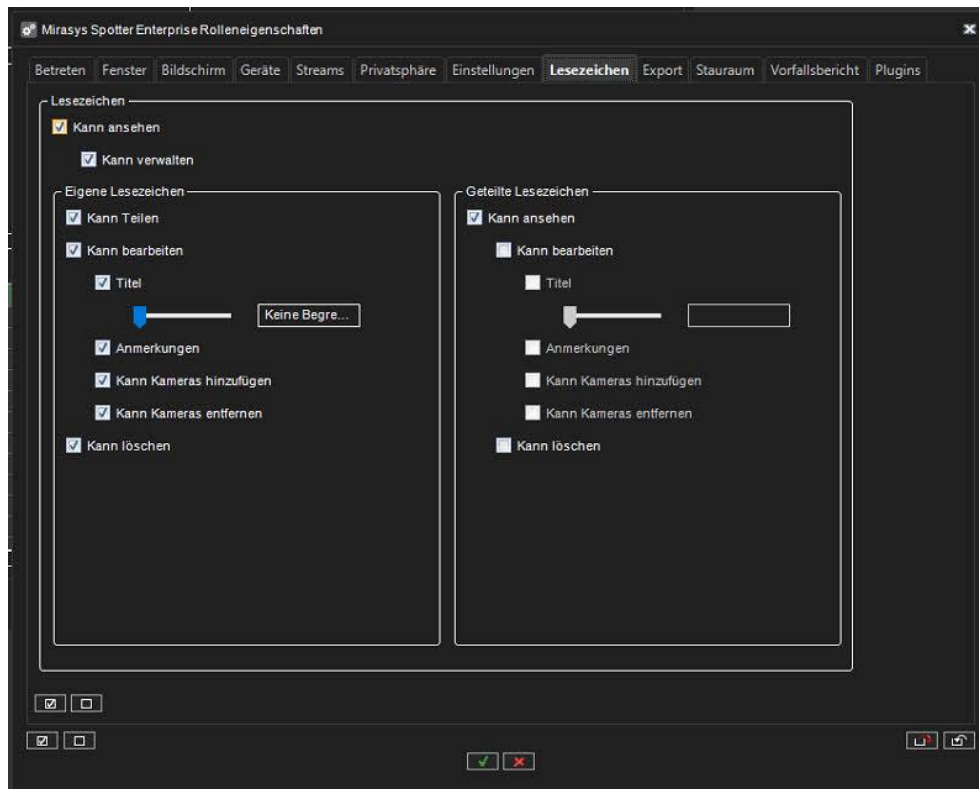 Mirasys Spotter Enterprise Rolleneigenschaften
Betreten Fenster Bildschirm Geräte Streams Privatsphäre Einstellungen Lesezeichen Export Stauraum Vorfallsbericht Plugins
Lesezeichen
Kann ansehen
Kann verwalten
Eigene Lesezeichen
Kann Teilen
Kann bearbeiten
Titel
Keine Begre...
Anmerkungen
Kann Kameras hinzufügen
Kann Kameras entfernen
Kann löschen
Geteilte Lesezeichen
Kann ansehen
Kann bearbeiten
Titel
Anmerkungen
Kann Kameras hinzufügen
Kann Kameras entfernen
Kann löschen